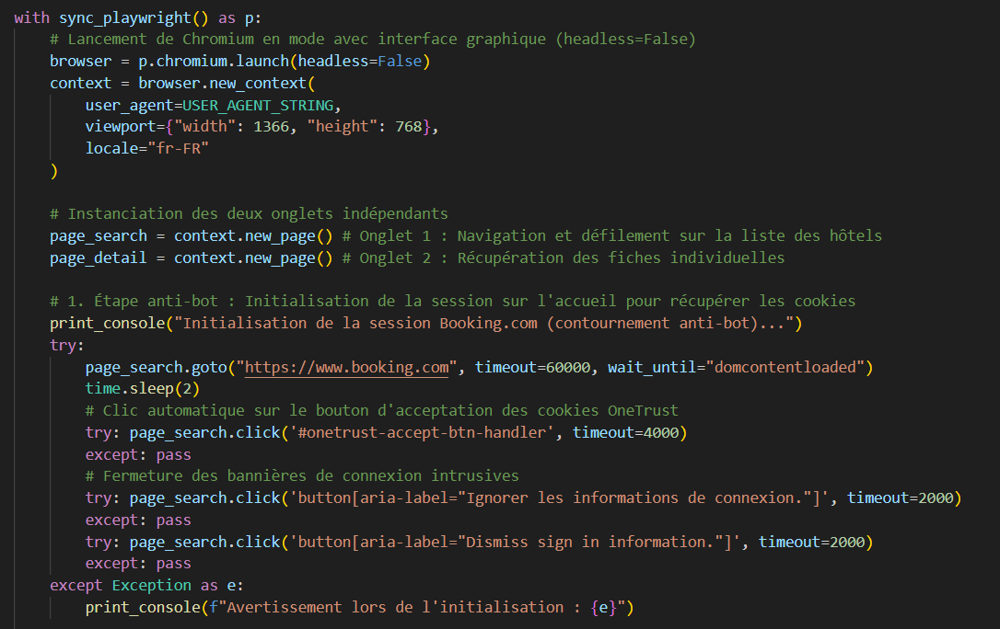 with sync_playwright() as p:
    # Lancement de Chromium en mode avec interface graphique (headless=False)
    browser = p.chromium.launch(headless=False)
    context = browser.new_context(
        user_agent=USER_AGENT_STRING,
        viewport={"width": 1366, "height": 768},
        locale="fr-FR"
    )

    # Instanciation des deux onglets indépendants
    page_search = context.new_page() # Onglet 1 : Navigation et défilement sur la liste des hôtels
    page_detail = context.new_page() # Onglet 2 : Récupération des fiches individuelles

    # 1. Étape anti-bot : Initialisation de la session sur l'accueil pour récupérer les cookies
    print_console("Initialisation de la session Booking.com (contournement anti-bot)...")
    try:
        page_search.goto("https://www.booking.com", timeout=60000, wait_until="domcontentloaded")
        time.sleep(2)
        # Clic automatique sur le bouton d'acceptation des cookies OneTrust
        try: page_search.click('#onetrust-accept-btn-handler', timeout=4000)
        except: pass
        # Fermeture des bannières de connexion intrusives
        try: page_search.click('button[aria-label="Ignorer les informations de connexion."]', timeout=2000)
        except: pass
        try: page_search.click('button[aria-label="Dismiss sign in information."]', timeout=2000)
        except: pass
    except Exception as e:
        print_console(f"Avertissement lors de l'initialisation : {e}")